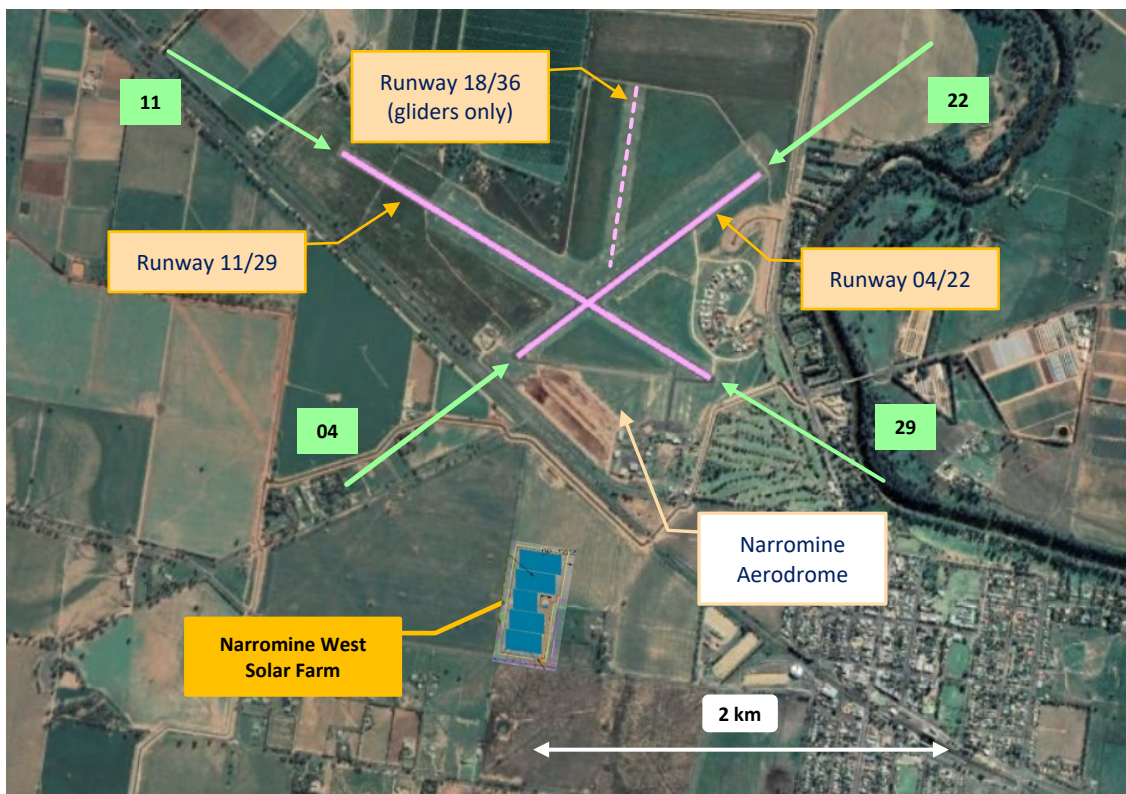 Runway 18/36
(gliders only)
11
22
Runway 11/29
Runway 04/22
04
29
Narromine
Aerodrome
Narromine West
Solar Farm
2 km